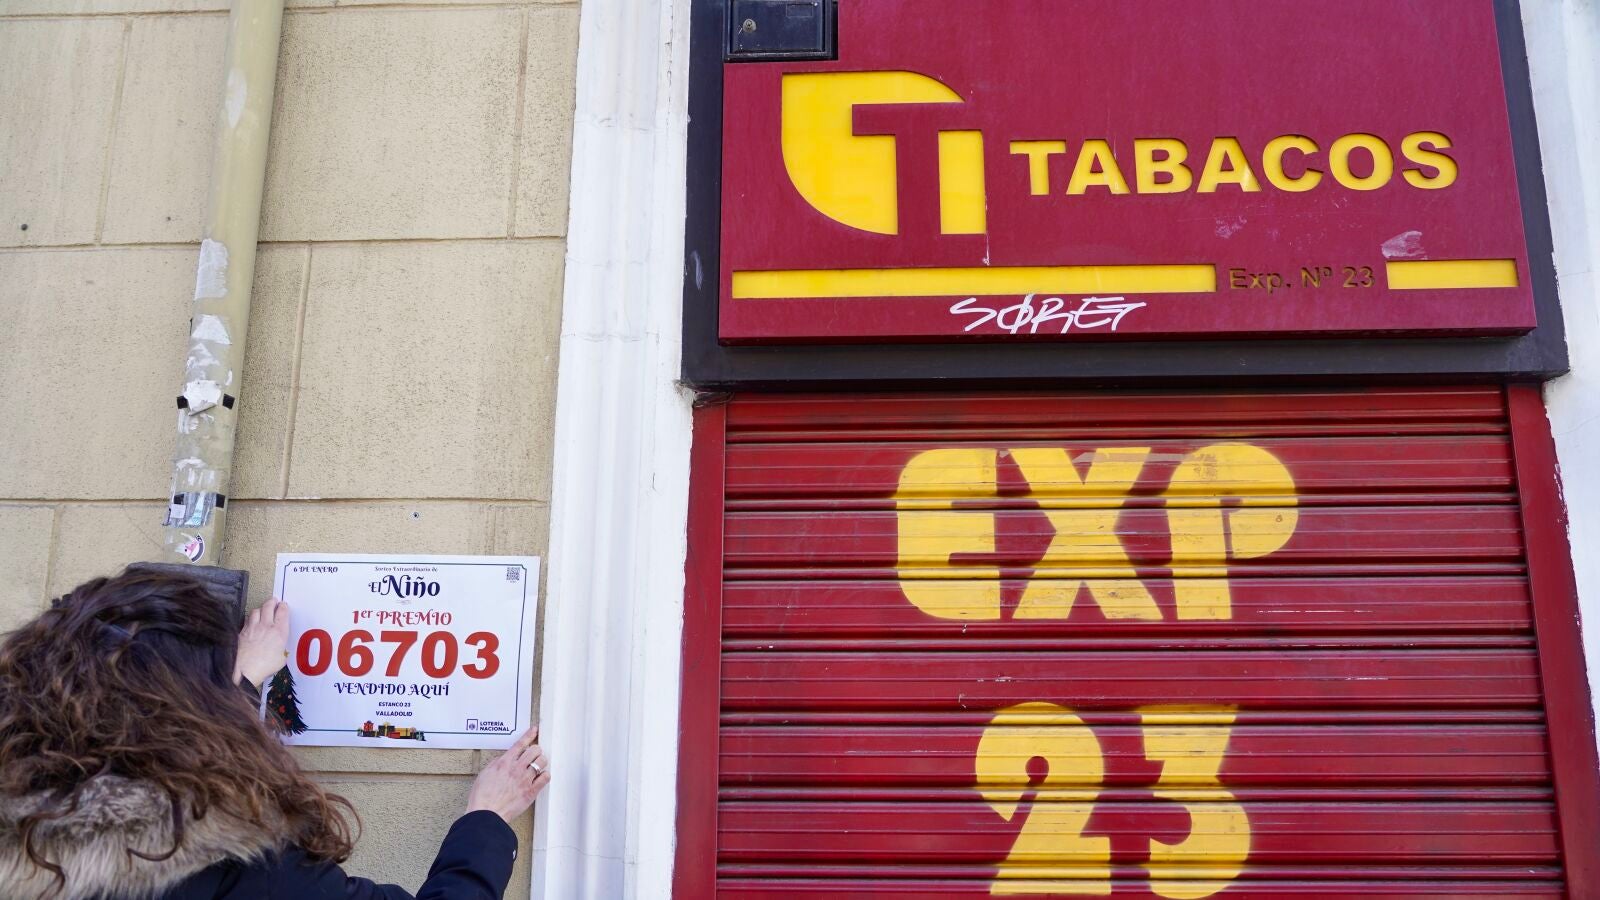 TABACOS
Exp. Nº 23
SØRET
EXP
23
6 DE ENERO
Sorteo Extraordinario de
El Niño
1er PREMIO
06703
VENDIDO AQUÍ
ESTANCO 23
VALLADOLID
LOTERÍA
NACIONAL